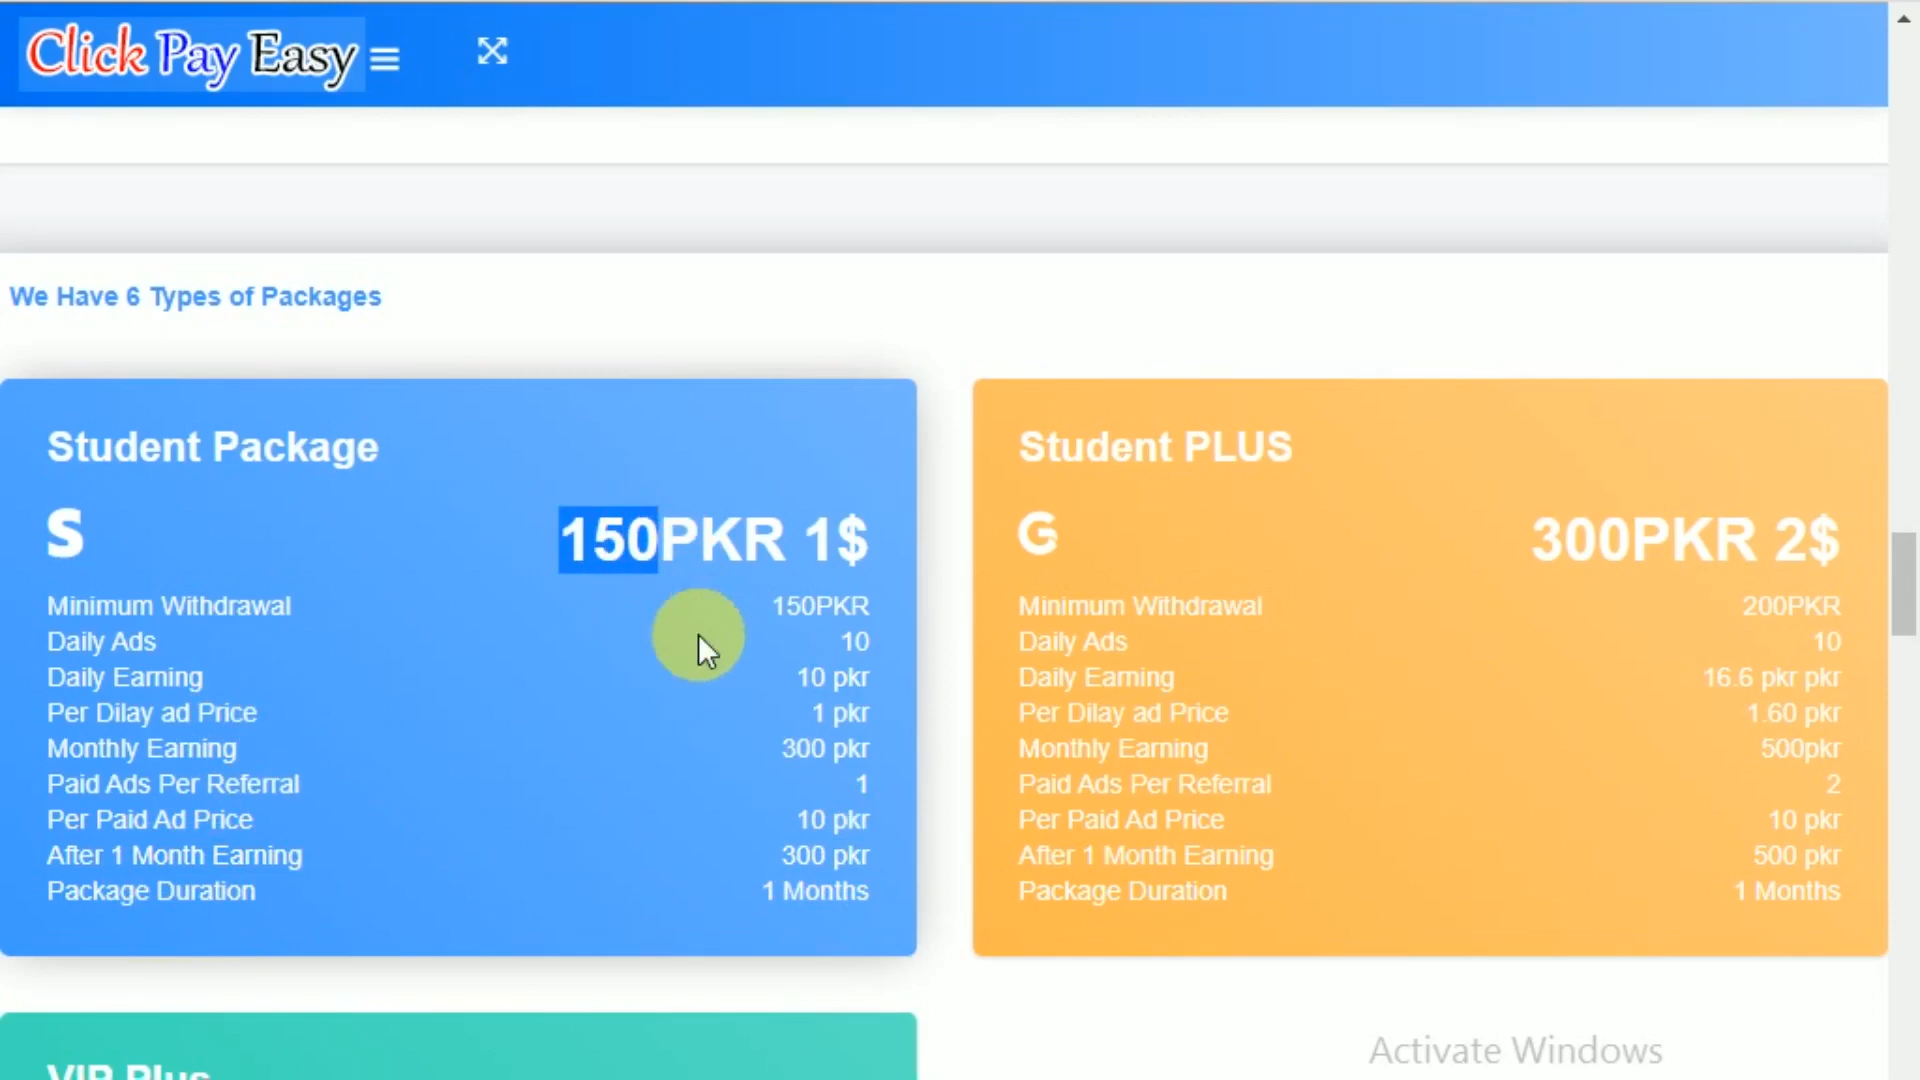 Click Pay Easy
We Have 6 Types of Packages
Student Package
S
150PKR 1$
Minimum Withdrawal 150PKR
Daily Ads 10
Daily Earning 10 pkr
Per Dilay ad Price 1 pkr
Monthly Earning 300 pkr
Paid Ads Per Referral 1
Per Paid Ad Price 10 pkr
After 1 Month Earning 300 pkr
Package Duration 1 Months
Student PLUS
G
300PKR 2$
Minimum Withdrawal 200PKR
Daily Ads 10
Daily Earning 16.6 pkr pkr
Per Dilay ad Price 1.60 pkr
Monthly Earning 500pkr
Paid Ads Per Referral 2
Per Paid Ad Price 10 pkr
After 1 Month Earning 500 pkr
Package Duration 1 Months
VIP Plus
Activate Windows